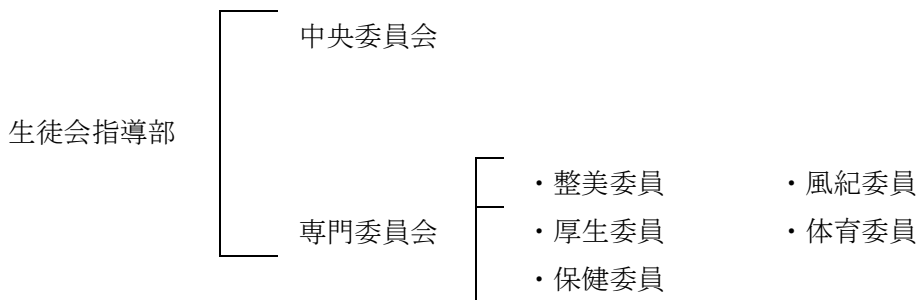 中央委員会
生徒会指導部
・整美委員 ・風紀委員
専門委員会 ・厚生委員 ・体育委員
・保健委員